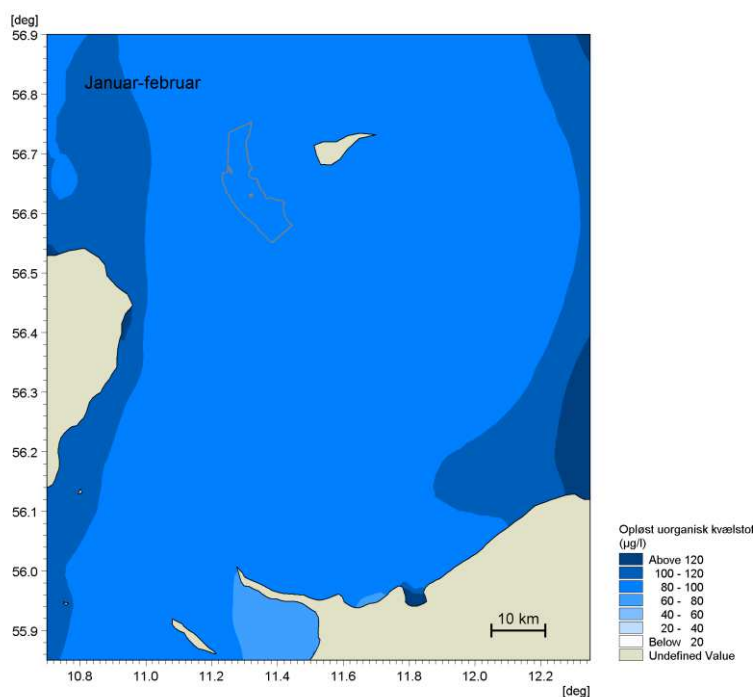 [deg]
56.9
Januar-februar
56.8
56.7
56.6
56.5
56.4
56.3
56.2
56.1
56.0
55.9
10.8 11.0 11.2 11.4 11.6 11.8 12.0 12.2
[deg]
10 km
Opløst uorganisk kvælstof
(µg/l)
Above 120
100 - 120
80 - 100
60 - 80
40 - 60
20 - 40
Below 20
Undefined Value